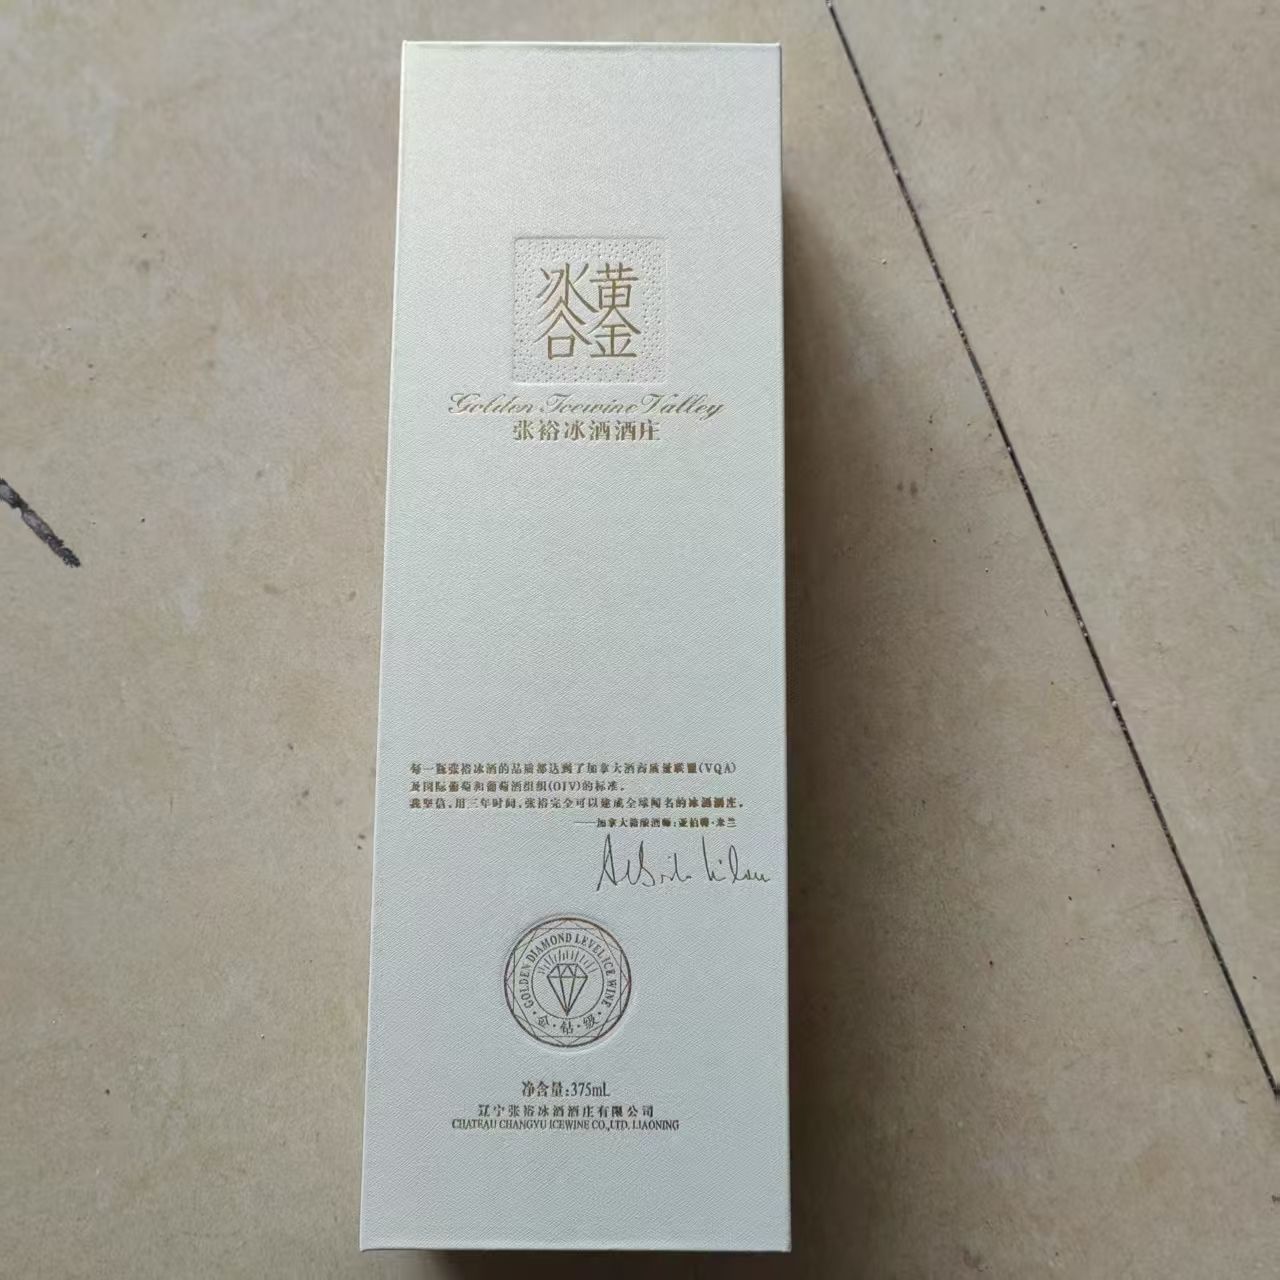 黄金冰谷
Golden Icewine Valley
张裕冰酒酒庄
每一瓶张裕冰酒的品质都达到了加拿大酒商质量联盟(VQA)
及国际葡萄和葡萄酒组织(OIV)的标准。
我坚信,用三年时间,张裕完全可以建成全球闻名的冰酒酒庄。
——加拿大籍酿酒师:亚伯特·米兰
GOLDEN DIAMOND LEVEL ICE WINE
·金·钻·级·
净含量:375mL
辽宁张裕冰酒酒庄有限公司
CHATEAU CHANGYU ICEWINE CO.,LTD. LIAONING